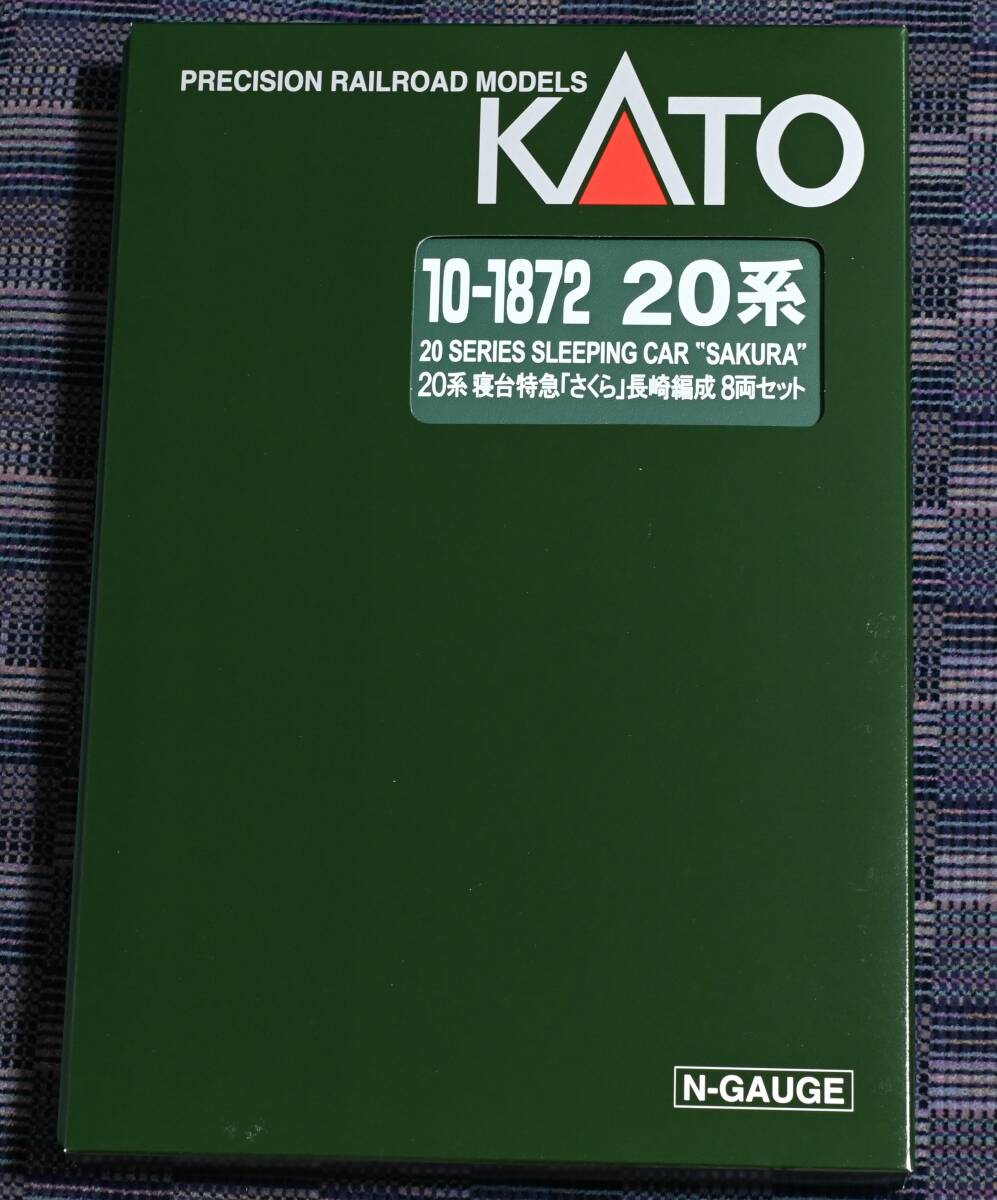 PRECISION RAILROAD MODELS
KATO
10-1872 20系
20 SERIES SLEEPING CAR "SAKURA"
20系 寝台特急「さくら」長崎編成 8両セット
N-GAUGE